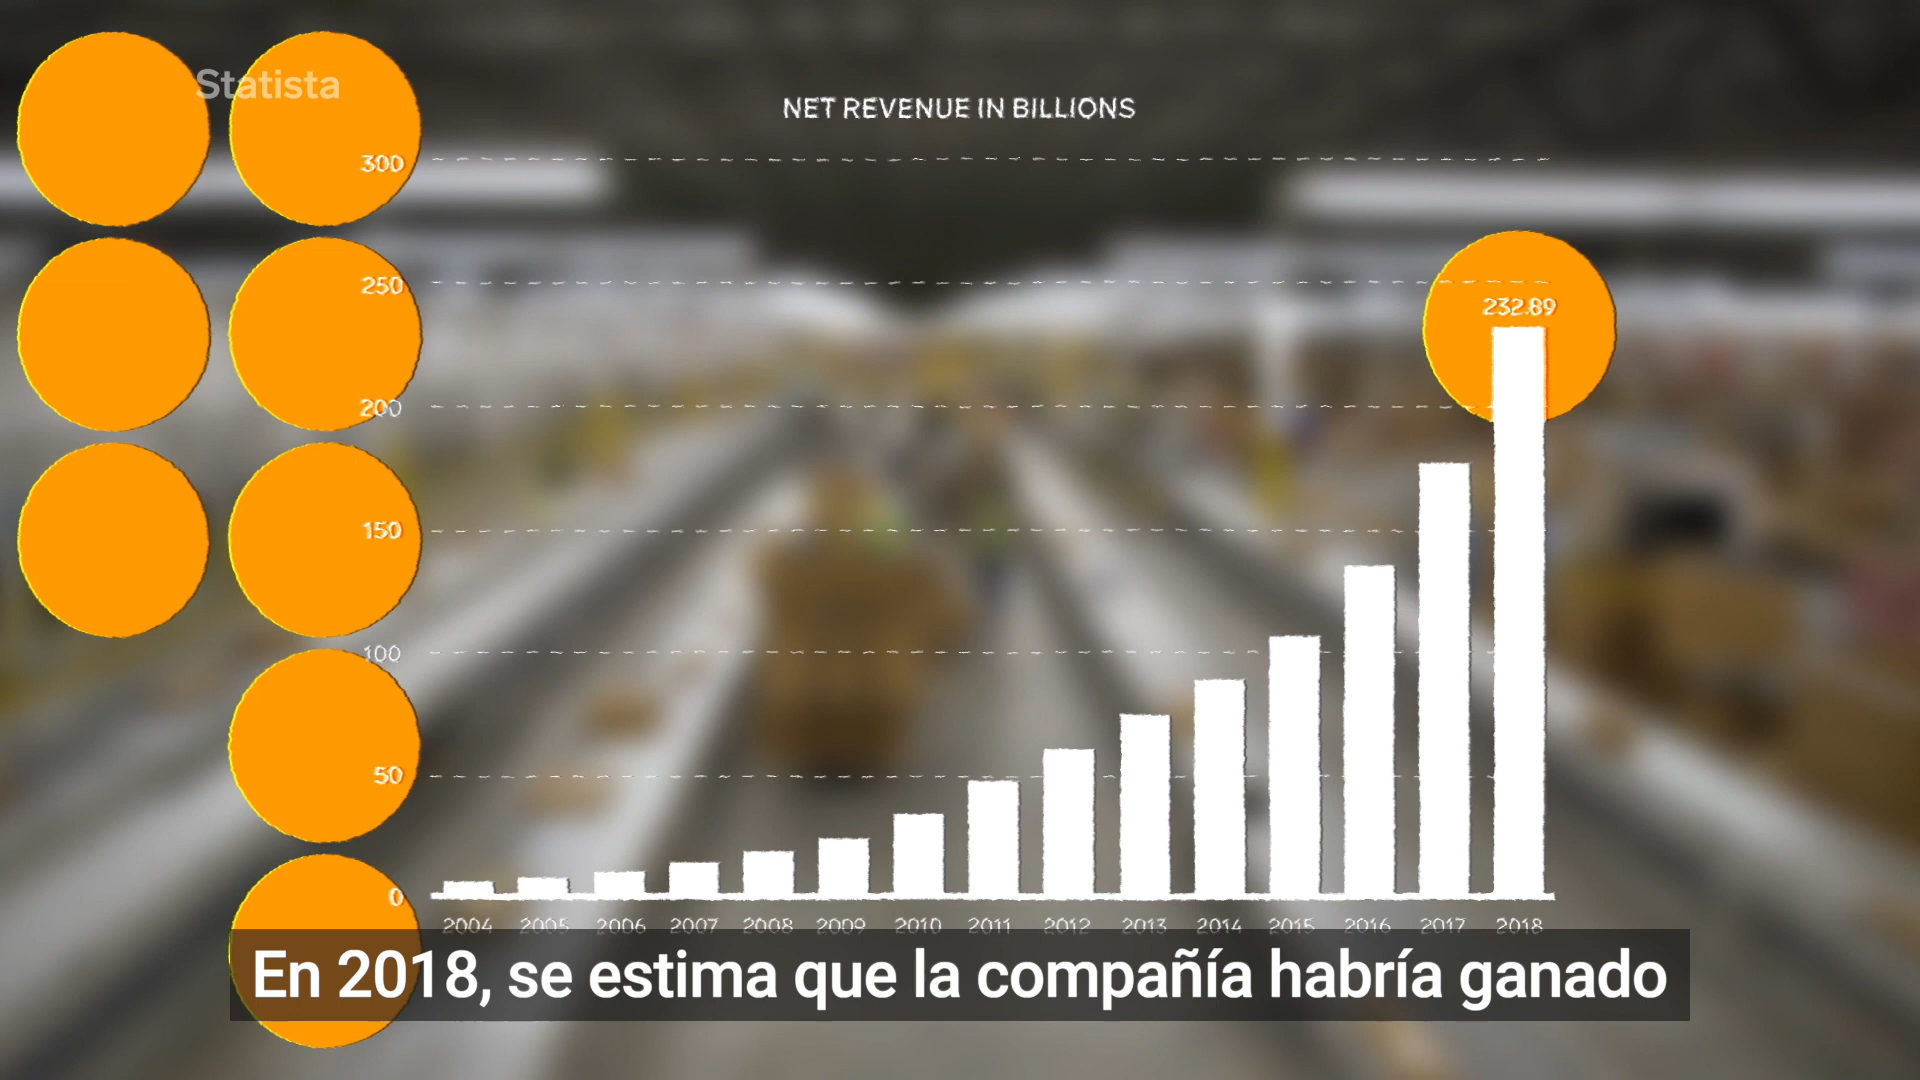 Statista
NET REVENUE IN BILLIONS
300
250
232.89
200
150
100
50
0
2004 2005 2006 2007 2008 2009 2010 2011 2012 2013 2014 2015 2016 2017 2018
En 2018, se estima que la compañía habría ganado